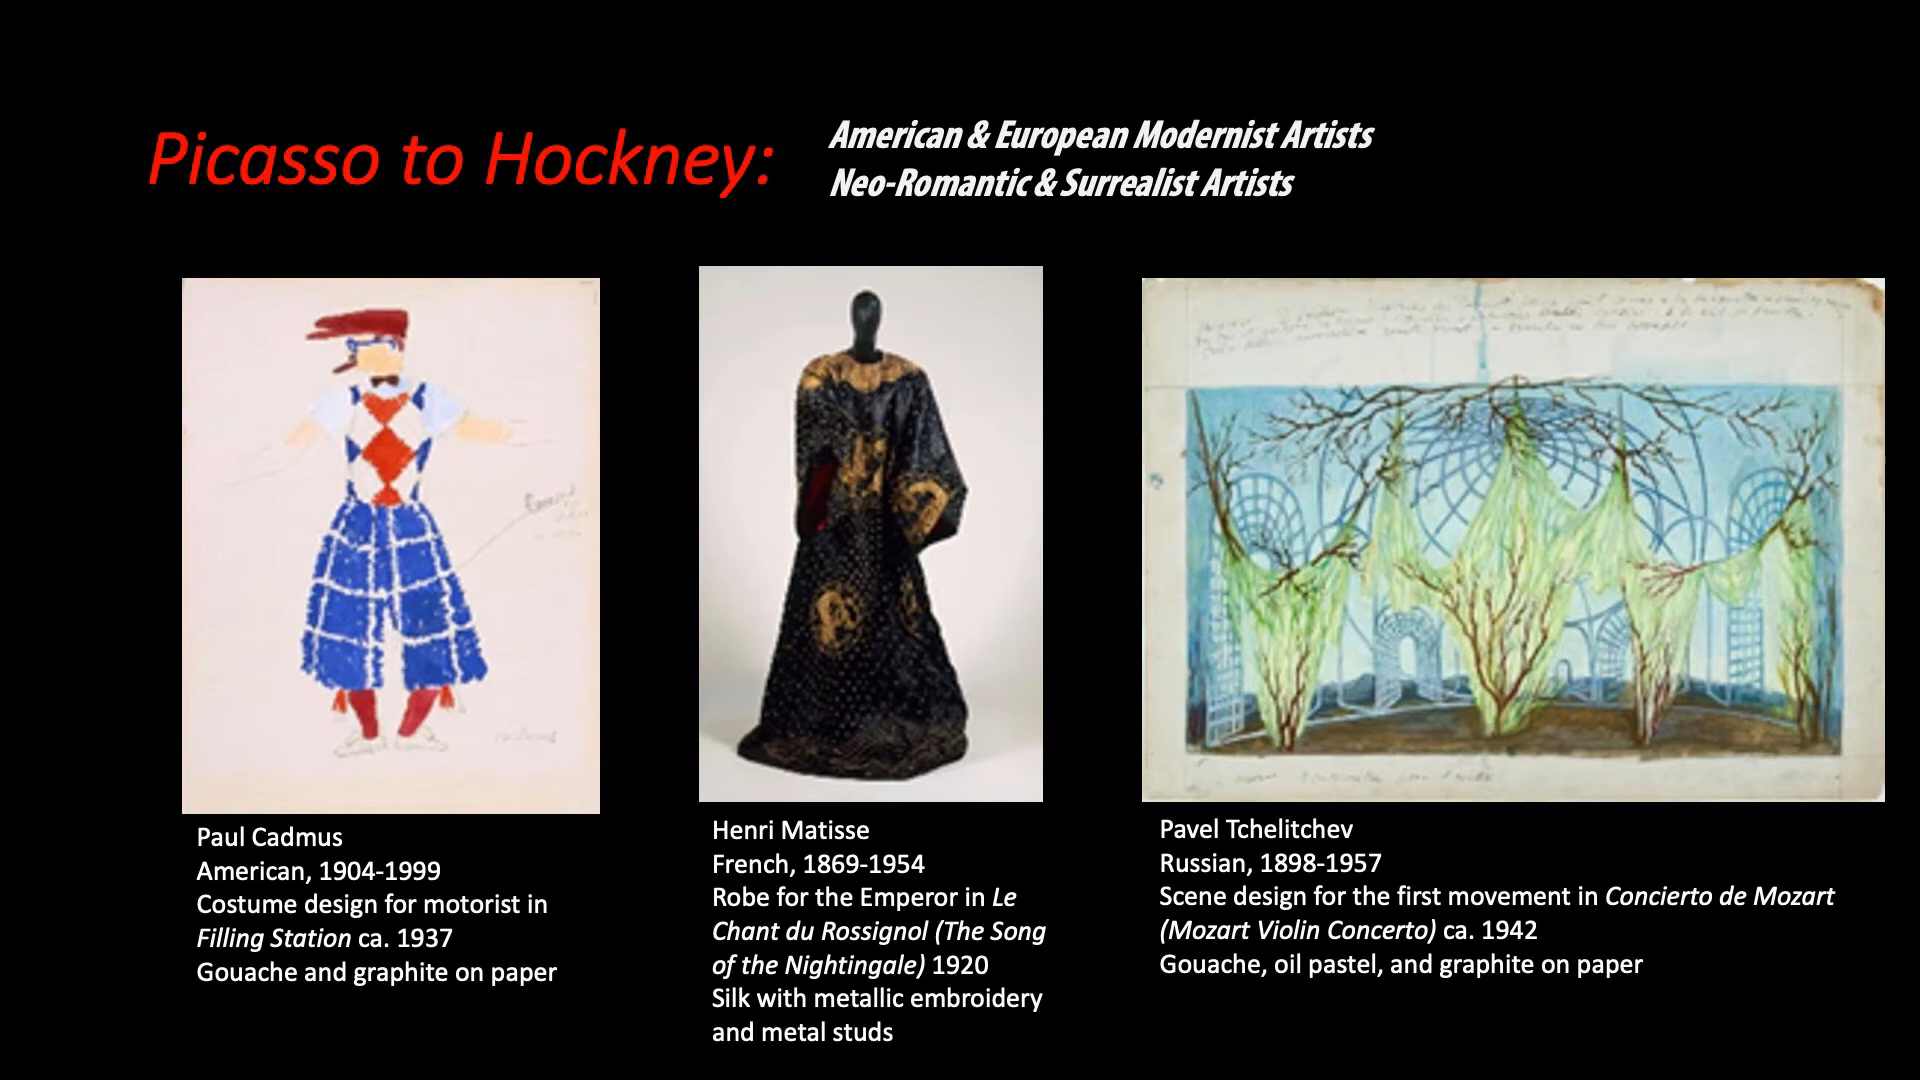 Picasso to Hockney:
American & European Modernist Artists
Neo-Romantic & Surrealist Artists
Paul Cadmus
American, 1904-1999
Costume design for motorist in
Filling Station ca. 1937
Gouache and graphite on paper
Henri Matisse
French, 1869-1954
Robe for the Emperor in Le
Chant du Rossignol (The Song
of the Nightingale) 1920
Silk with metallic embroidery
and metal studs
Pavel Tchelitchev
Russian, 1898-1957
Scene design for the first movement in Concierto de Mozart
(Mozart Violin Concerto) ca. 1942
Gouache, oil pastel, and graphite on paper